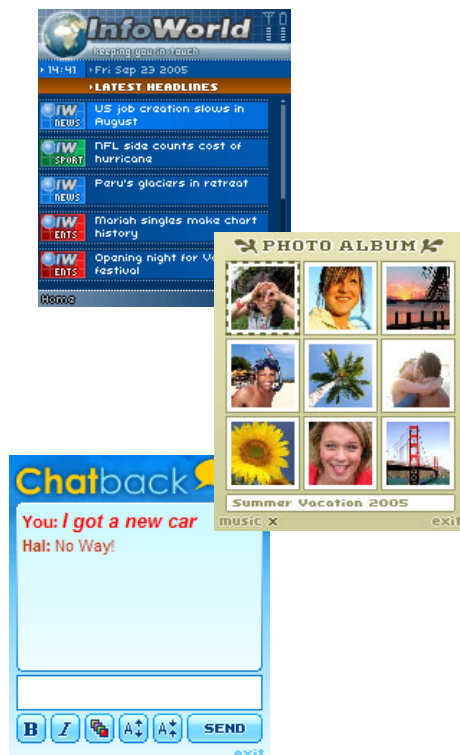 InfoWorld
keeping you in touch
14:41 Fri Sep 23 2005
LATEST HEADLINES
IW NEWS US job creation slows in
August
IW SPORT NFL side counts cost of
hurricane
IW NEWS Peru's glaciers in retreat
IW ENTS Mariah singles make chart
history
IW ENTS Opening night for
festival
Home
PHOTO ALBUM
Summer Vacation 2005
music x exit
Chatback
You: I got a new car
Hal: No Way!
B I A A SEND
exit